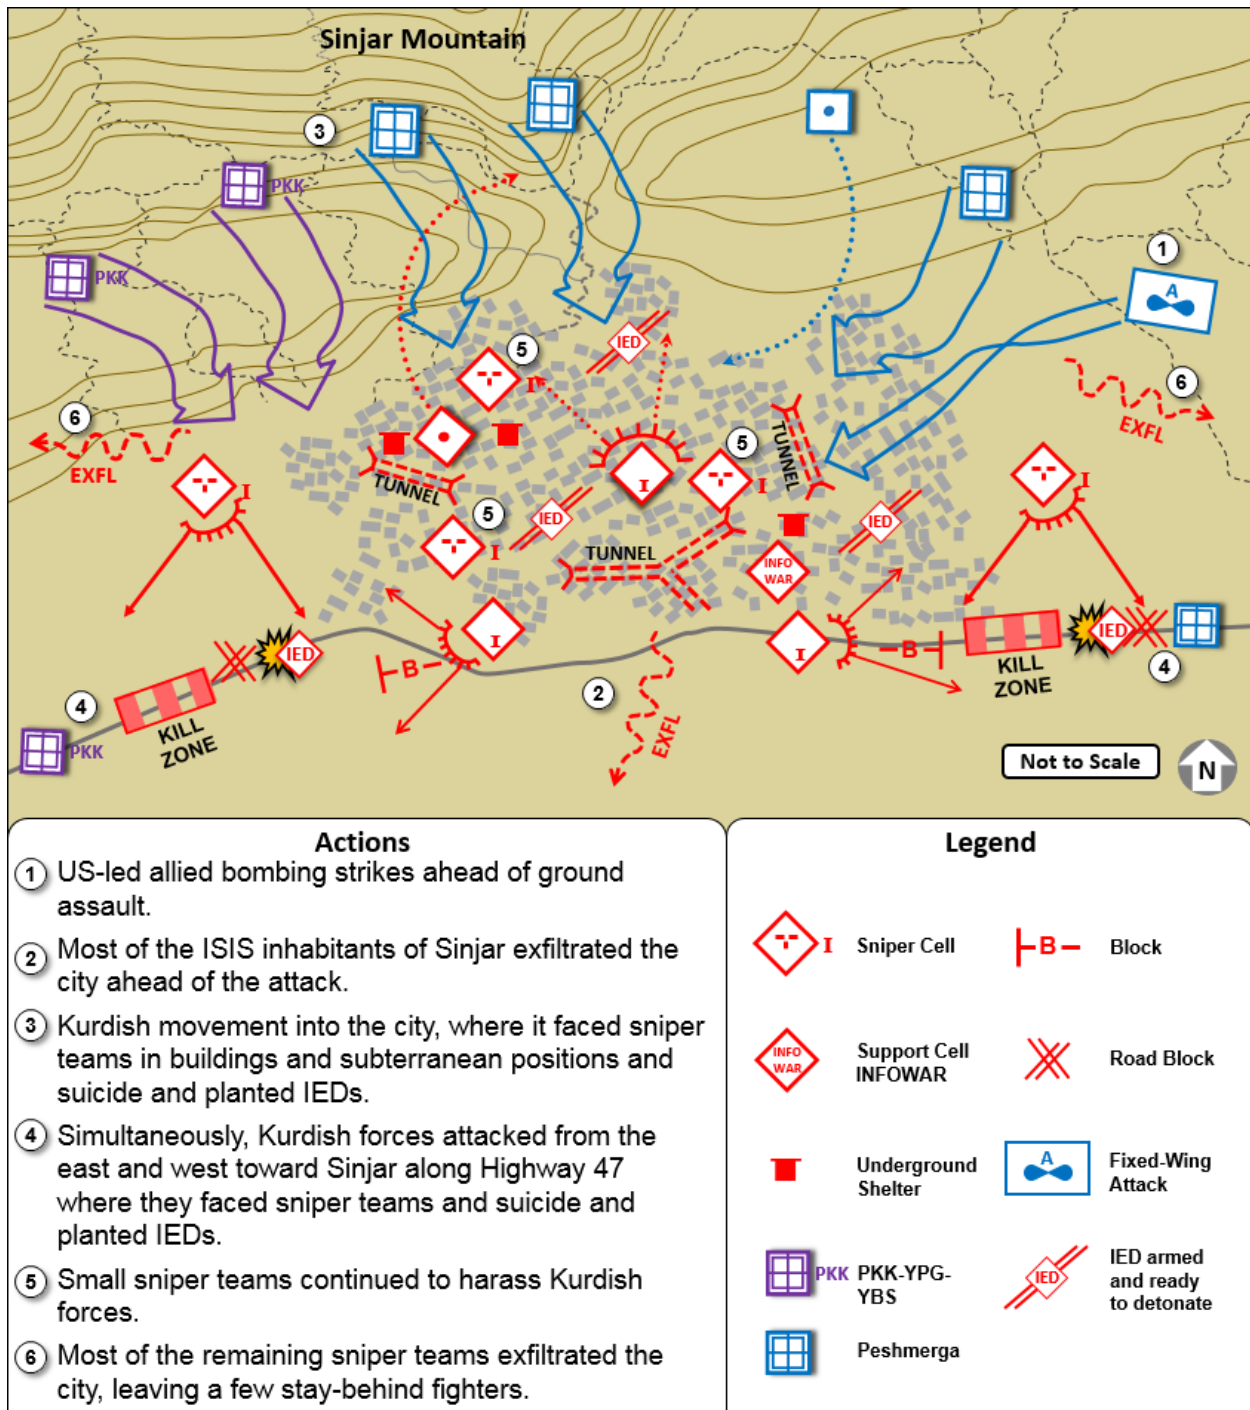 Sinjar Mountain
3
PKK
PKK
1
A
5
IED
6
EXFL
6
EXFL
I
I
5
I
TUNNEL
I
TUNNEL
I
5
IED
I
IED
TUNNEL
INFO
WAR
I
I
B
B
IED
IED
KILL
ZONE
4
2
EXFL
4
KILL
ZONE
PKK
Not to Scale
N
Actions
1 US-led allied bombing strikes ahead of ground
assault.
2 Most of the ISIS inhabitants of Sinjar exfiltrated the
city ahead of the attack.
3 Kurdish movement into the city, where it faced sniper
teams in buildings and subterranean positions and
suicide and planted IEDs.
4 Simultaneously, Kurdish forces attacked from the
east and west toward Sinjar along Highway 47
where they faced sniper teams and suicide and
planted IEDs.
5 Small sniper teams continued to harass Kurdish
forces.
6 Most of the remaining sniper teams exfiltrated the
city, leaving a few stay-behind fighters.
Legend
I Sniper Cell
B Block
INFO
WAR
Support Cell
INFOWAR
Road Block
Underground
Shelter
A
Fixed-Wing
Attack
PKK PKK-YPG-
YBS
IED
IED armed
and ready
to detonate
Peshmerga